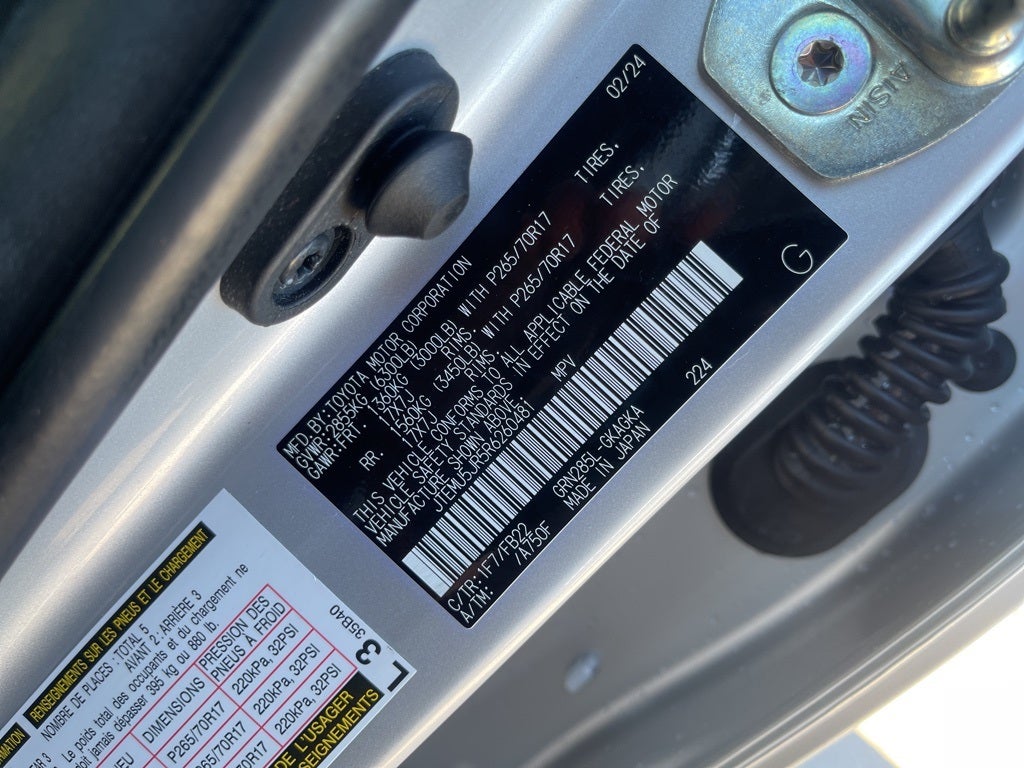 AISIN
MFD.BY:TOYOTA MOTOR CORPORATION 02/24
GVWR:2855KG (6300LB)
GAWR:FRT. 1360KG (3000LB) WITH P265/70R17 TIRES,
17X7J RIMS,
RR. 1560KG (3450LB) WITH P265/70R17 TIRES,
17X7J RIMS,
THIS VEHICLE CONFORMS TO ALL APPLICABLE FEDERAL MOTOR
VEHICLE SAFETY STANDARDS IN EFFECT ON THE DATE OF
MANUFACTURE SHOWN ABOVE.
MPV
G
C/TR:1F7/FB22 GRN285L-GKAGKA 224
A/TM: /A750F MADE IN JAPAN
RENSEIGNEMENTS SUR LES PNEUS ET LE CHARGEMENT
NOMBRE DE PLACES : TOTAL 5
AVANT 2 : ARRIÈRE 3
Le poids total des occupants et du chargement ne
doit jamais dépasser 395 kg ou 880 lb.
DIMENSIONS
PRESSION DES
PNEUS À FROID
P265/70R17 220kPa, 32PSI
220kPa, 32PSI
220kPa, 32PSI
DE L'USAGER
35B40
L
3